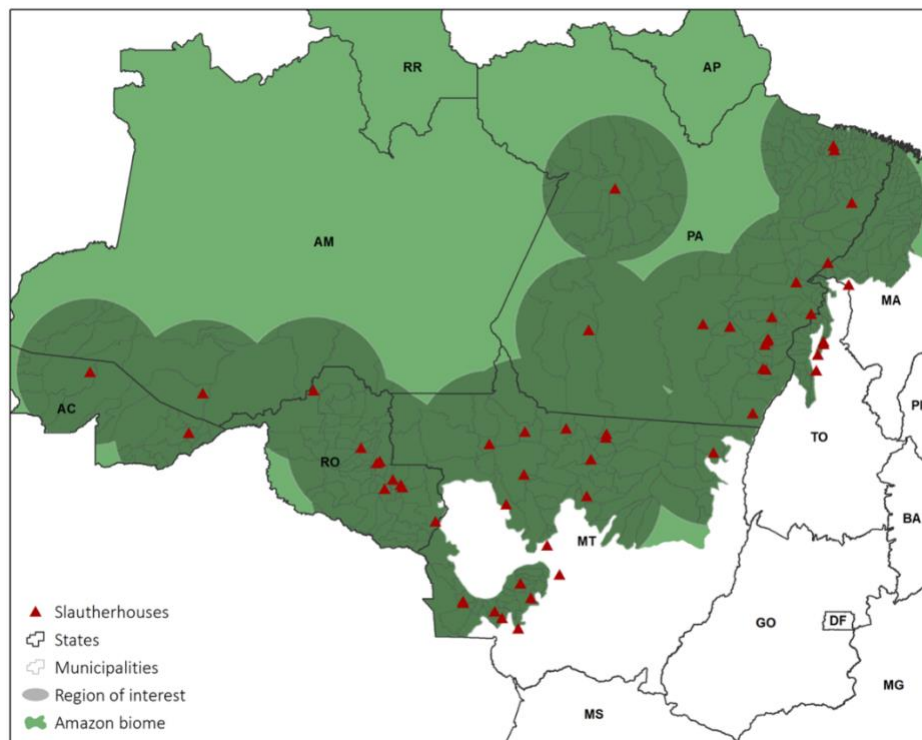 RR
AP
AM
PA
MA
AC
PI
TO
RO
BA
MT
GO
DF
MG
MS
Slautherhouses
States
Municipalities
Region of interest
Amazon biome